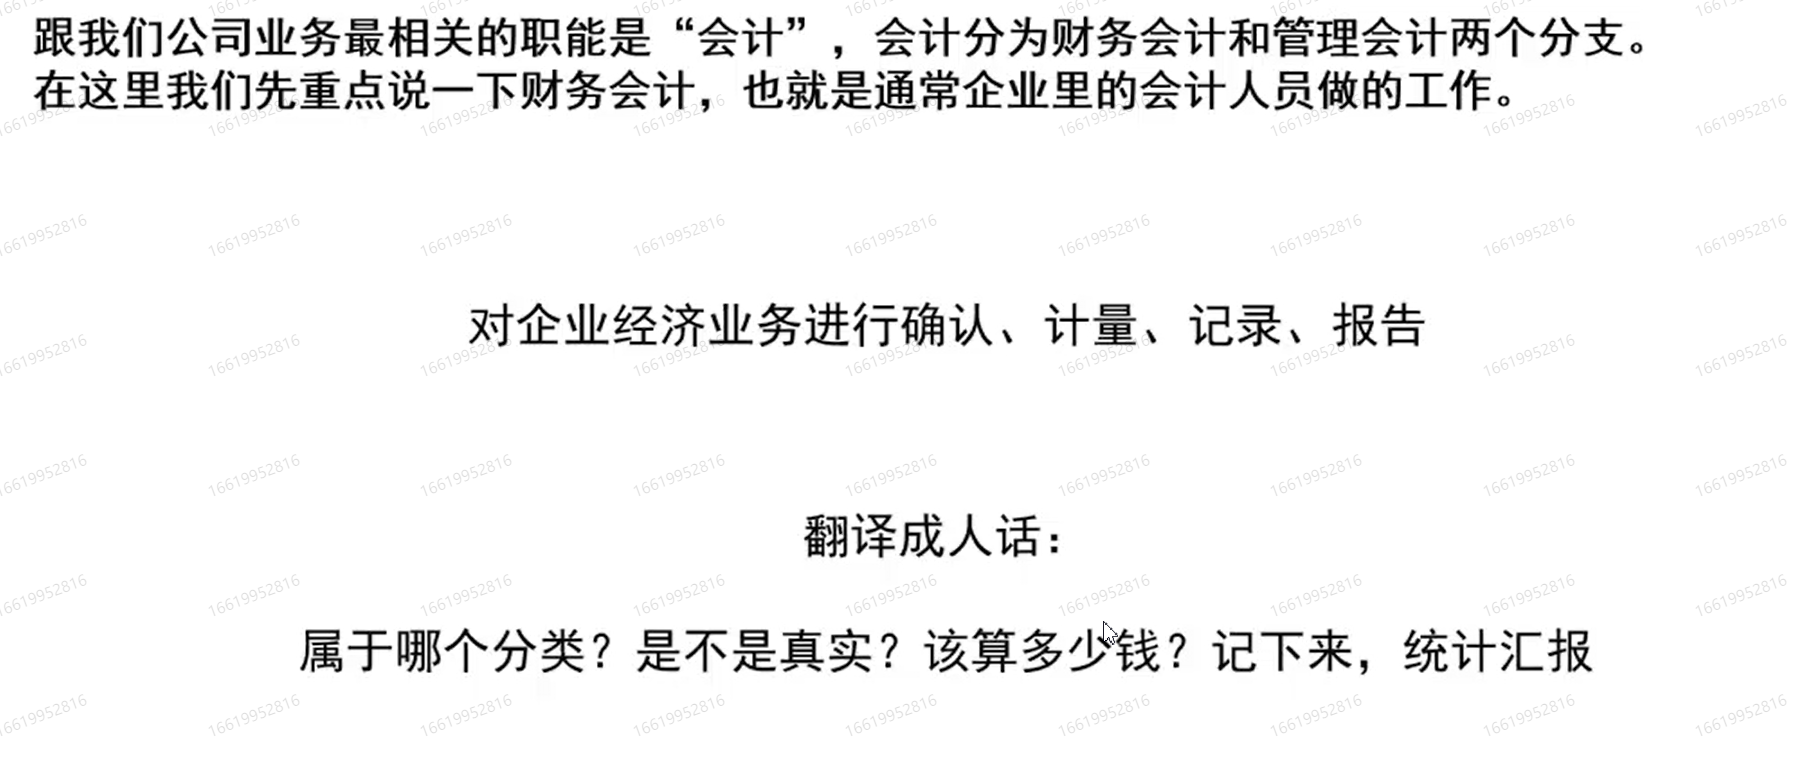 跟我们公司业务最相关的职能是“会计”，会计分为财务会计和管理会计两个分支。
在这里我们先重点说一下财务会计，也就是通常企业里的会计人员做的工作。
对企业经济业务进行确认、计量、记录、报告
翻译成人话：
属于哪个分类？是不是真实？该算多少钱？记下来，统计汇报
16619952816